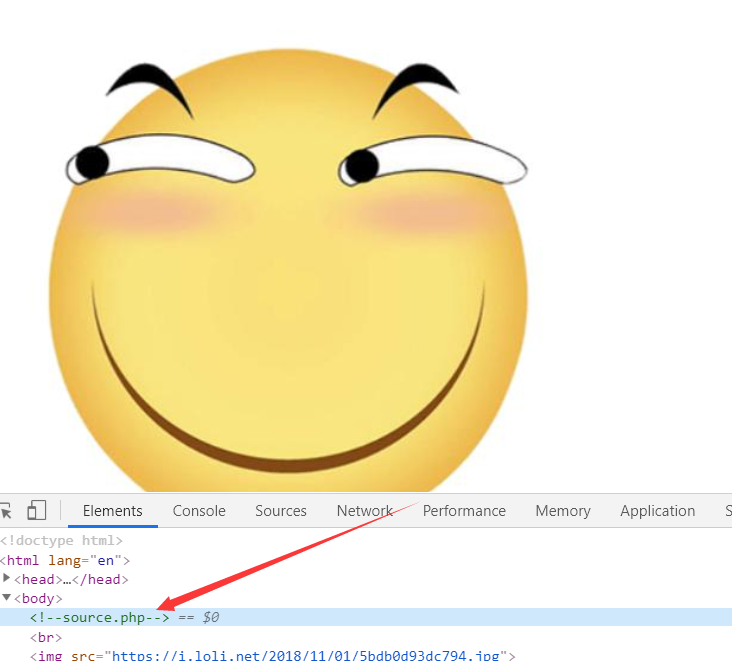 Elements Console Sources Network Performance Memory Application S
<!doctype html>
<html lang="en">
<head>…</head>
<body>
<!--source.php--> == $0
<br>
<img src="https://i.loli.net/2018/11/01/5bdb0d93dc794.jpg">